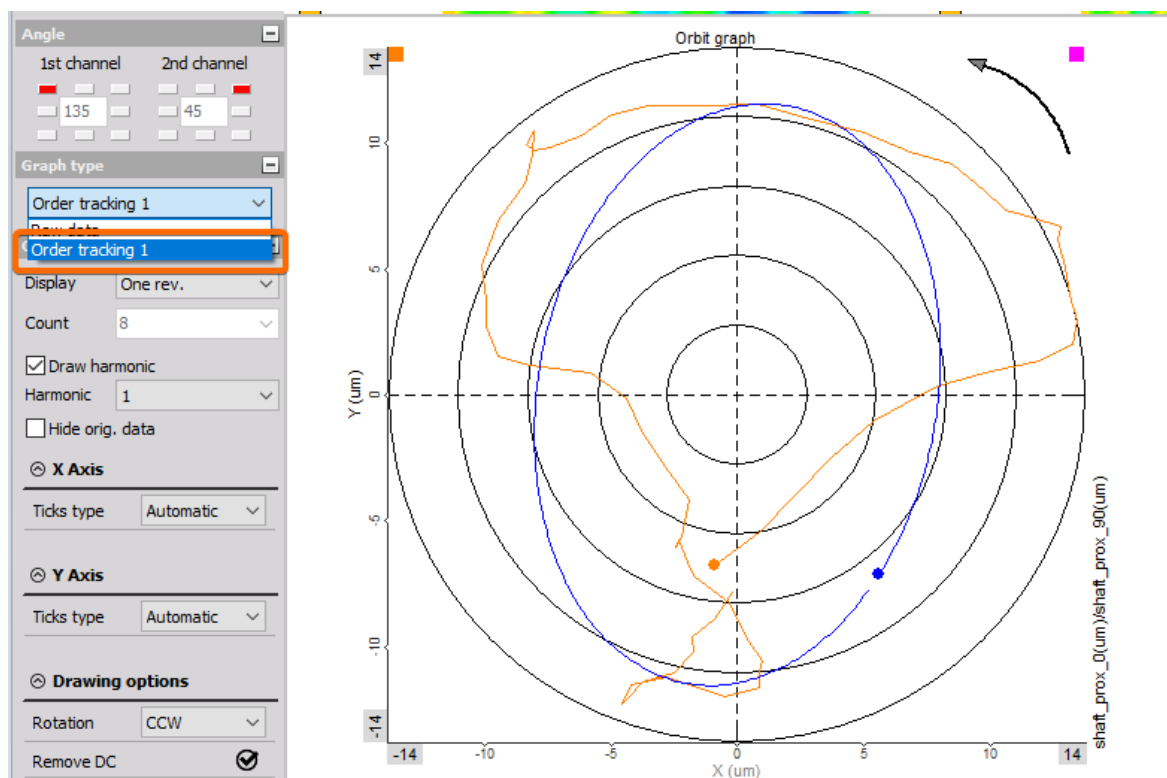 Angle
1st channel 2nd channel
135 45
Graph type
Order tracking 1
Raw data
Order tracking 1
Display One rev.
Count 8
Draw harmonic
Harmonic 1
Hide orig. data
X Axis
Ticks type Automatic
Y Axis
Ticks type Automatic
Drawing options
Rotation CCW
Remove DC
Orbit graph
14
10
5
0
-5
-10
-14
Y (um)
-14 -10 -5 0 5 10 14
X (um)
shaft_prox_0(um)/shaft_prox_90(um)